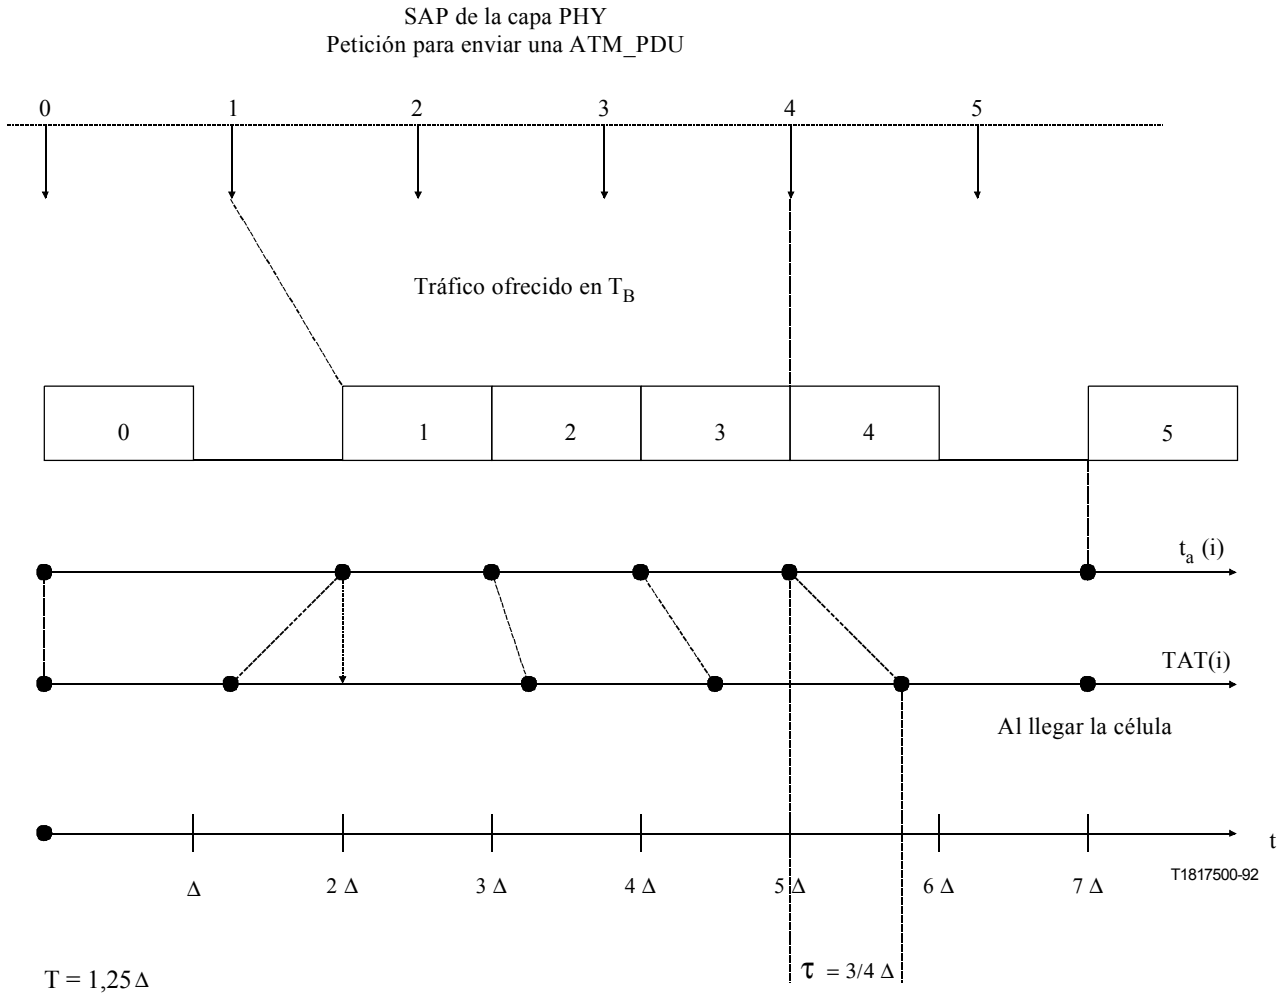 SAP de la capa PHY
Petición para enviar una ATM_PDU
0 1 2 3 4 5
Tráfico ofrecido en T_B
0 1 2 3 4 5
t_a (i)
TAT(i)
Al llegar la célula
t
Δ 2 Δ 3 Δ 4 Δ 5 Δ 6 Δ 7 Δ
T1817500-92
τ = 3/4 Δ
T = 1,25 Δ